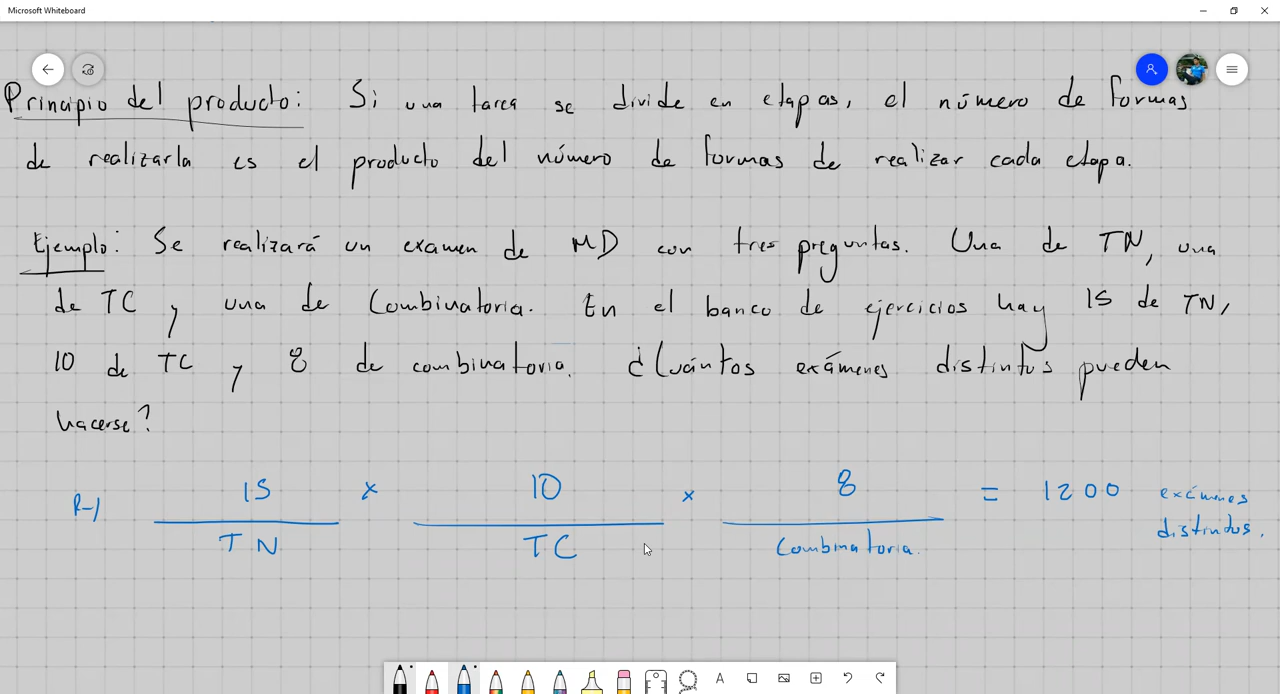 Microsoft Whiteboard
Principio del producto: Si una tarea se divide en etapas, el número de formas
de realizarla es el producto del número de formas de realizar cada etapa.
Ejemplo: Se realizará un examen de MD con tres preguntas. Una de TN, una
de TC y una de Combinatoria. En el banco de ejercicios hay 15 de TN,
10 de TC y 8 de combinatoria. ¿Cuántos exámenes distintos pueden
hacerse?
R-/ 15 x 10 x 8 = 1200 exámenes
TN TC Combinatoria. distintos.